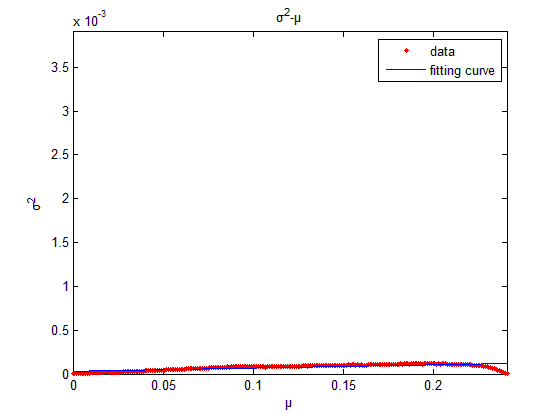 σ²-μ
x 10⁻³
data
fitting curve
3.5
3
2.5
2
1.5
1
0.5
0
σ²
0 0.05 0.1 0.15 0.2
μ